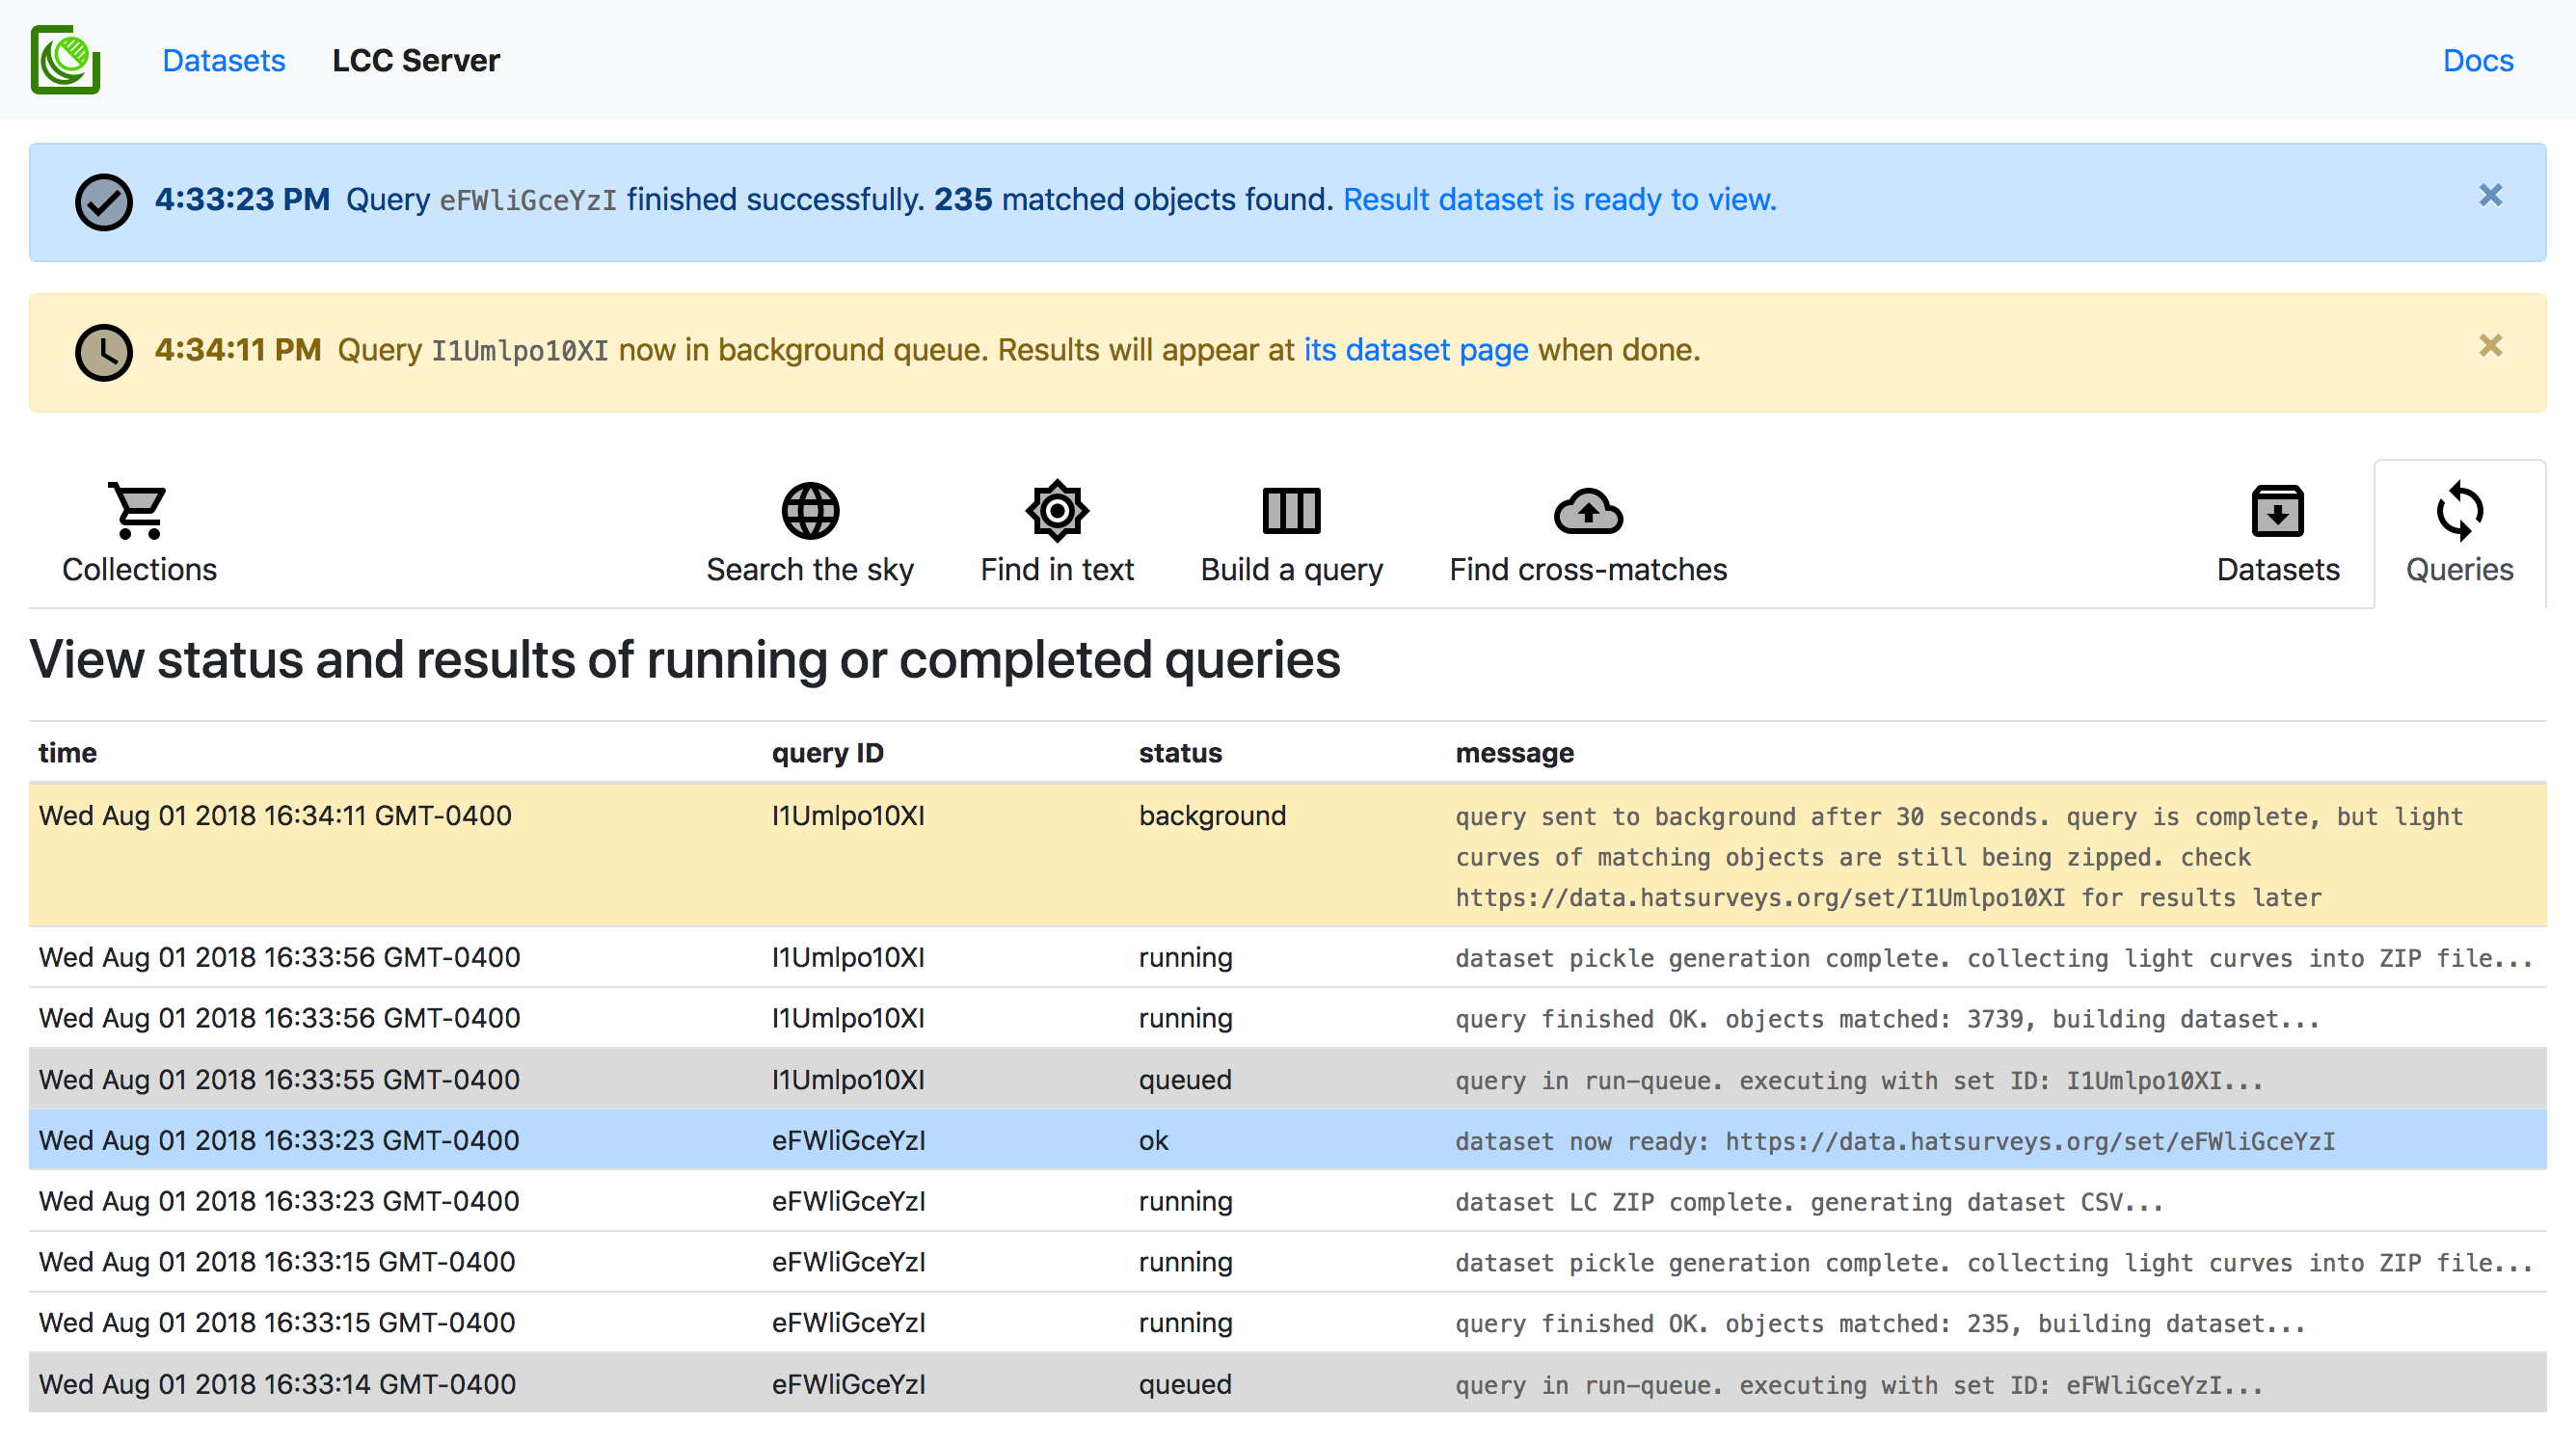 Datasets LCC Server Docs
4:33:23 PM Query eFWliGceYzI finished successfully. 235 matched objects found. Result dataset is ready to view. ×
4:34:11 PM Query I1Umlpo10XI now in background queue. Results will appear at its dataset page when done. ×
Collections Search the sky Find in text Build a query Find cross-matches Datasets Queries
View status and results of running or completed queries
time query ID status message
Wed Aug 01 2018 16:34:11 GMT-0400 I1Umlpo10XI background query sent to background after 30 seconds. query is complete, but light
curves of matching objects are still being zipped. check
https://data.hatsurveys.org/set/I1Umlpo10XI for results later
Wed Aug 01 2018 16:33:56 GMT-0400 I1Umlpo10XI running dataset pickle generation complete. collecting light curves into ZIP file...
Wed Aug 01 2018 16:33:56 GMT-0400 I1Umlpo10XI running query finished OK. objects matched: 3739, building dataset...
Wed Aug 01 2018 16:33:55 GMT-0400 I1Umlpo10XI queued query in run-queue. executing with set ID: I1Umlpo10XI...
Wed Aug 01 2018 16:33:23 GMT-0400 eFWliGceYzI ok dataset now ready: https://data.hatsurveys.org/set/eFWliGceYzI
Wed Aug 01 2018 16:33:23 GMT-0400 eFWliGceYzI running dataset LC ZIP complete. generating dataset CSV...
Wed Aug 01 2018 16:33:15 GMT-0400 eFWliGceYzI running dataset pickle generation complete. collecting light curves into ZIP file...
Wed Aug 01 2018 16:33:15 GMT-0400 eFWliGceYzI running query finished OK. objects matched: 235, building dataset...
Wed Aug 01 2018 16:33:14 GMT-0400 eFWliGceYzI queued query in run-queue. executing with set ID: eFWliGceYzI...